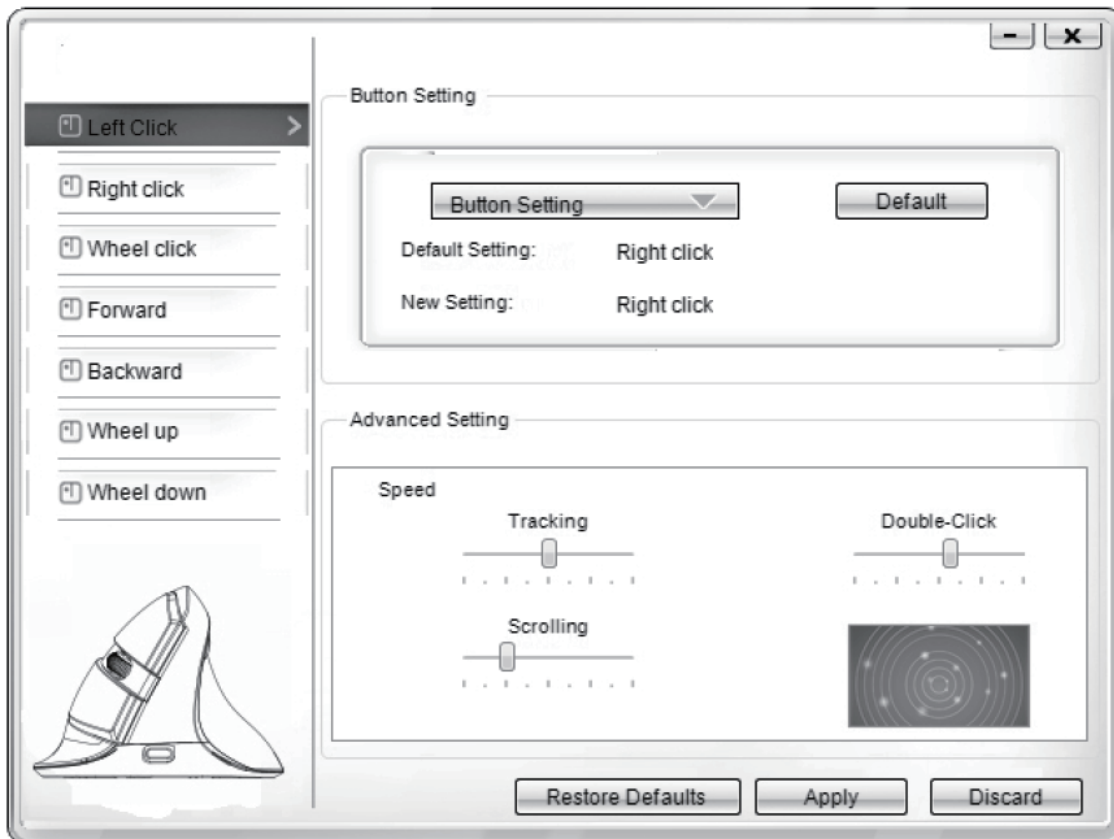 Left Click
Right click
Wheel click
Forward
Backward
Wheel up
Wheel down
Button Setting
Button Setting
Default
Default Setting: Right click
New Setting: Right click
Advanced Setting
Speed
Tracking
Double-Click
Scrolling
Restore Defaults
Apply
Discard